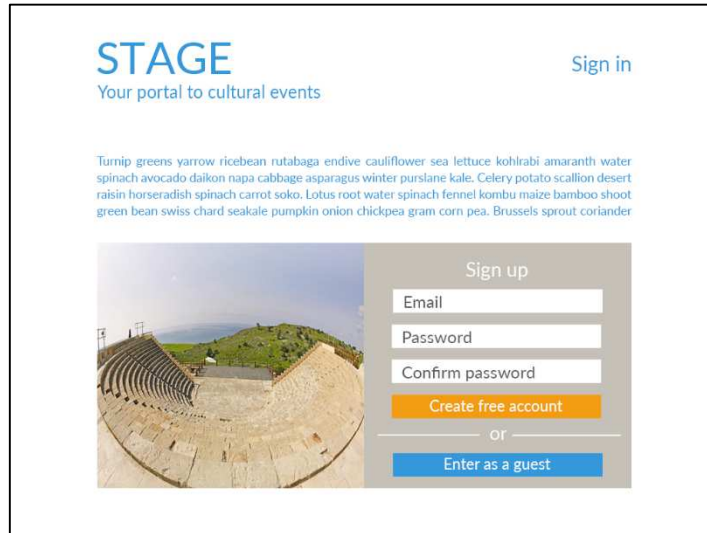 STAGE
Sign in
Your portal to cultural events
Turnip greens yarrow ricebean rutabaga endive cauliflower sea lettuce kohlrabi amaranth water
spinach avocado daikon napa cabbage asparagus winter purslane kale. Celery potato scallion desert
raisin horseradish spinach carrot soko. Lotus root water spinach fennel kombu maize bamboo shoot
green bean swiss chard seakale pumpkin onion chickpea gram corn pea. Brussels sprout coriander
Sign up
Email
Password
Confirm password
Create free account
or
Enter as a guest